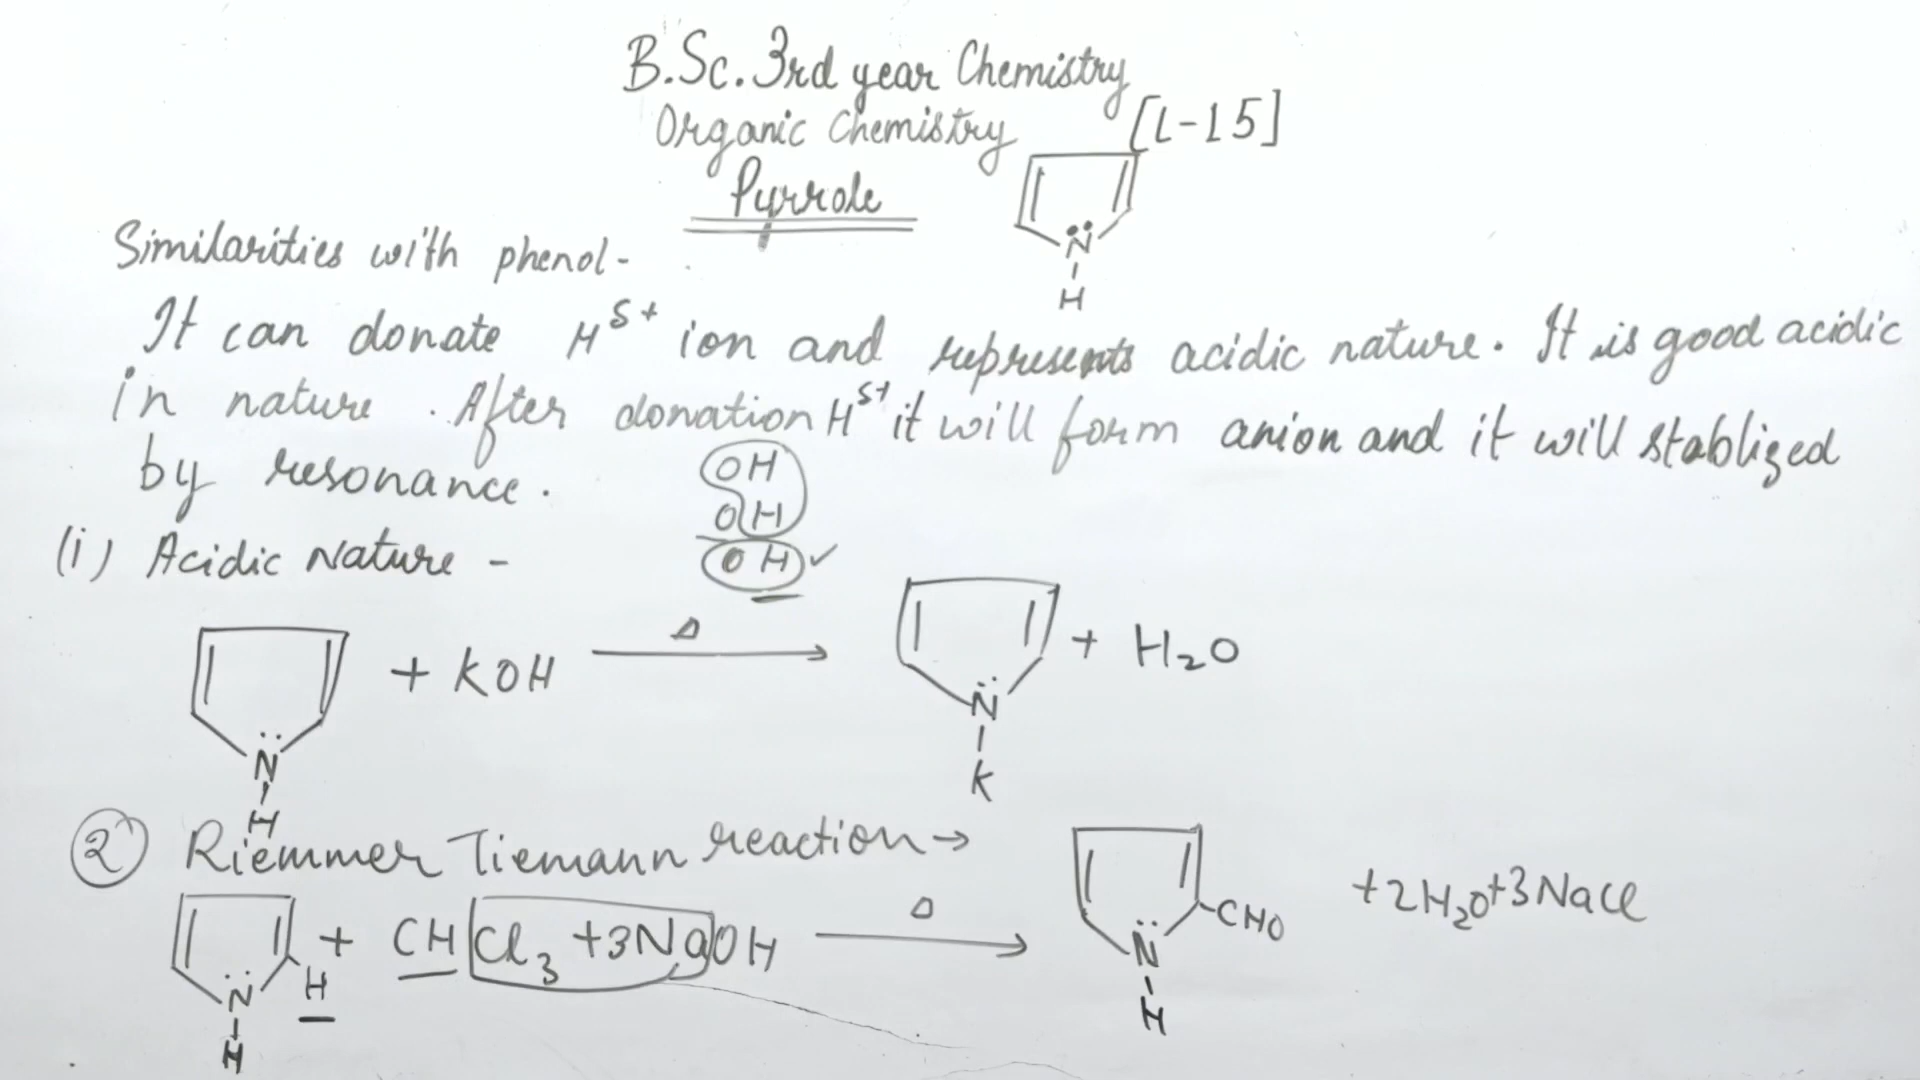 B.Sc. 3rd year Chemistry
Organic Chemistry [L-15]
Pyrrole
N
H
Similarities with phenol-
It can donate H^δ+ ion and represents acidic nature. It is good acidic
in nature. After donation H^δ+ it will form anion and it will stablized
by resonance.
OH
OH
OH ✓
(i) Acidic Nature -
N
H
+ KOH
Δ
N
K
+ H₂O
2 Riemmer Tiemann reaction →
N
H
H
+ CHCl₃ +3NaOH
Δ
N
H
CHO
+2H₂O+3NaCl